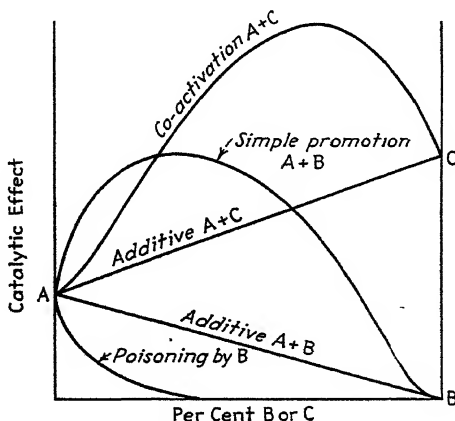 Co-activation A+C
Simple promotion
A+B
C
Additive A+C
A
Additive A+B
Poisoning by B
B
Catalytic Effect
Per Cent B or C